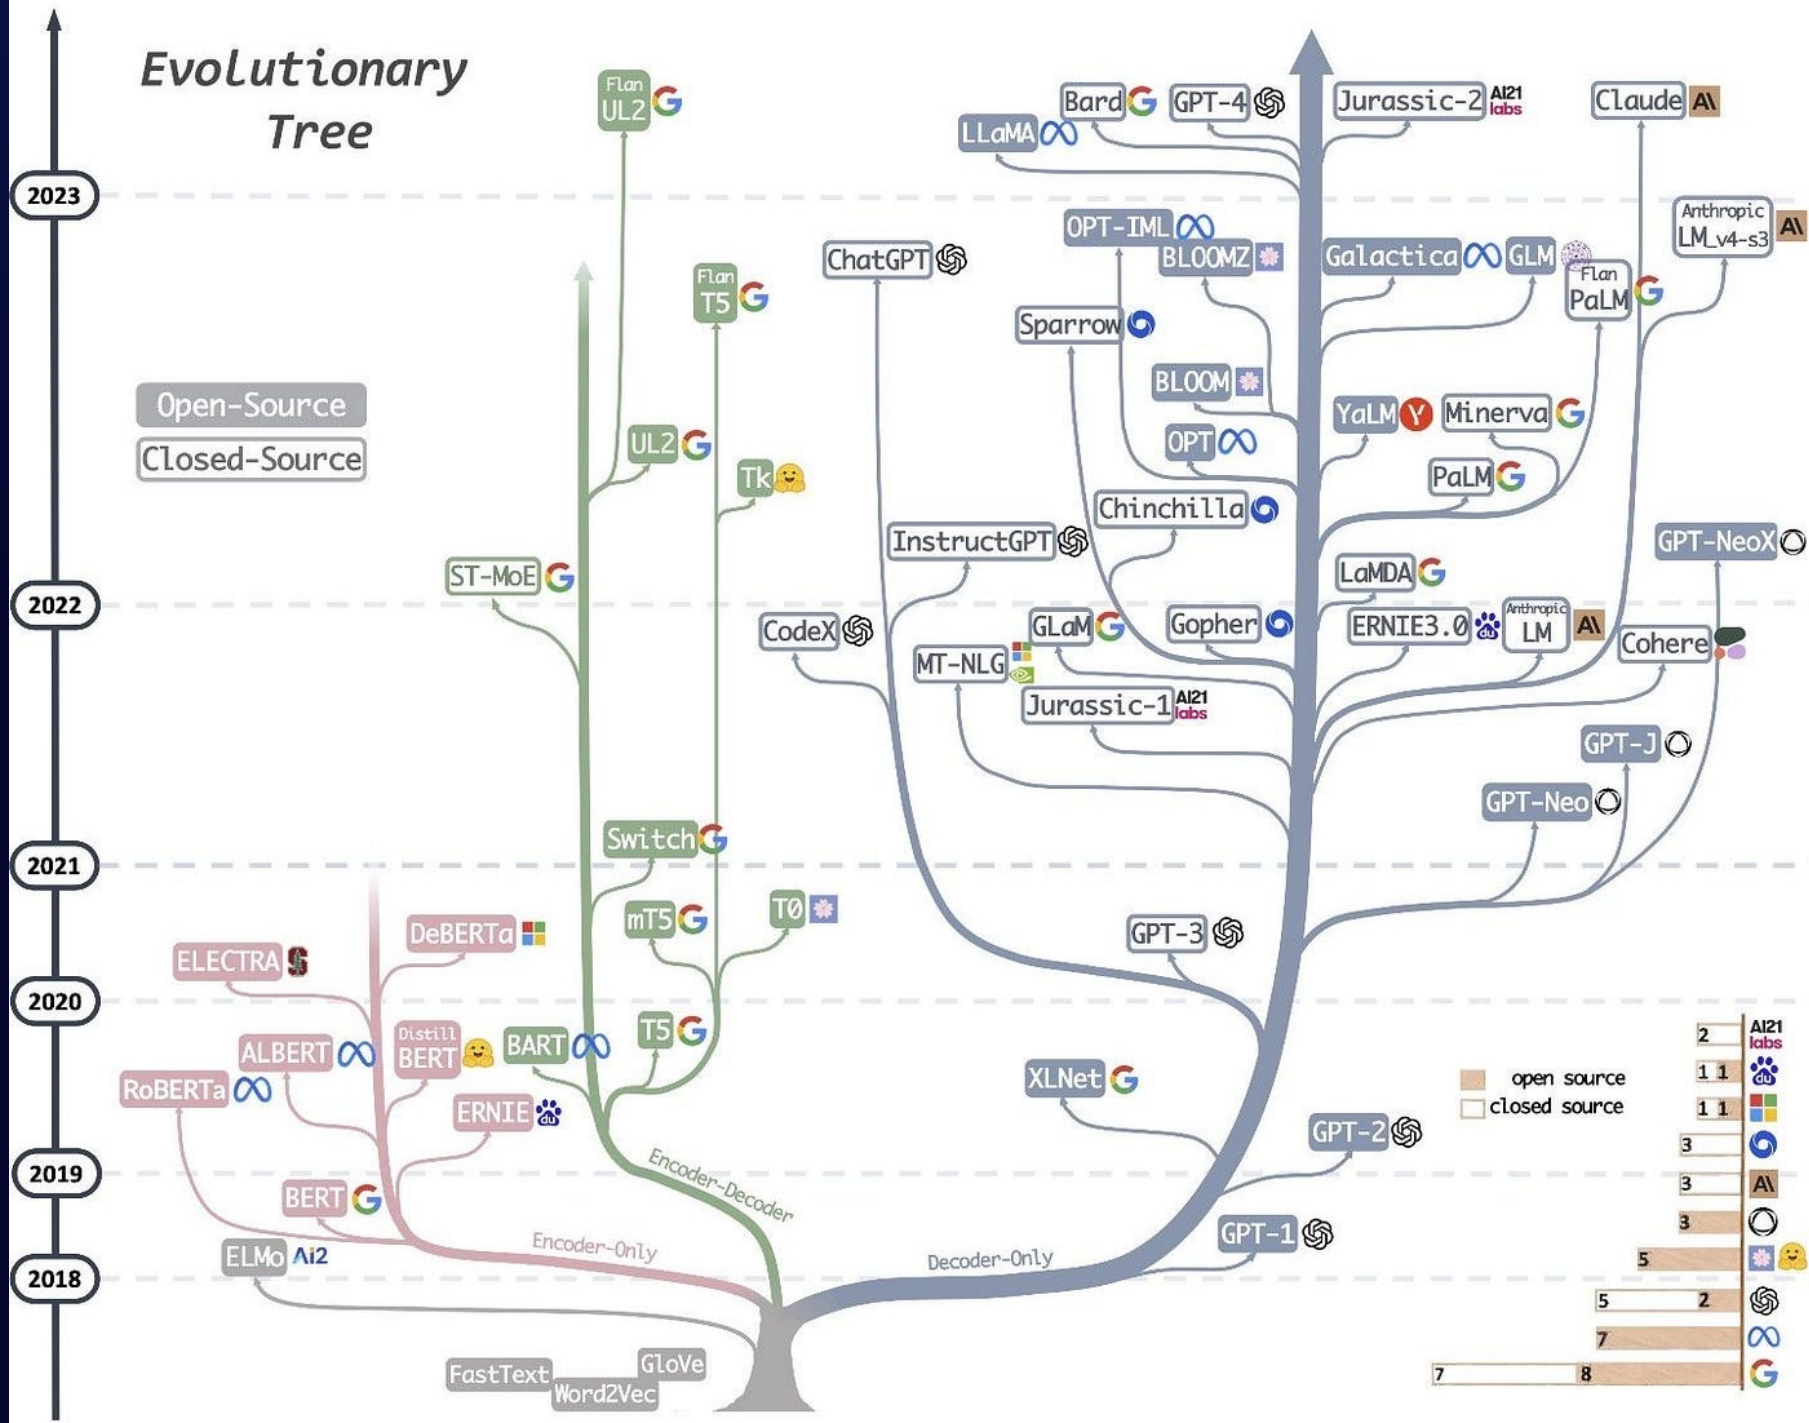 Evolutionary
Tree
2023
2022
2021
2020
2019
2018
Open-Source
Closed-Source
Flan
UL2
Bard
GPT-4
Jurassic-2
AI21
labs
Claude
A\
LLaMA
OPT-IML
Anthropic
LM_v4-s3
A\
ChatGPT
BLOOMZ
Galactica
GLM
Flan
T5
Flan
PaLM
Sparrow
BLOOM
YaLM
Y
Minerva
UL2
OPT
Tk
PaLM
Chinchilla
InstructGPT
GPT-NeoX
ST-MoE
LaMDA
CodeX
GLaM
Gopher
ERNIE3.0
du
Anthropic
LM
A\
Cohere
MT-NLG
Jurassic-1
AI21
labs
GPT-J
GPT-Neo
Switch
mT5
T0
DeBERTa
GPT-3
ELECTRA
S
ALBERT
Distill
BERT
BART
T5
RoBERTa
ERNIE
du
XLNet
GPT-2
BERT
Encoder-Decoder
Encoder-Only
Decoder-Only
GPT-1
ELMo
Ai2
FastText
Word2Vec
GloVe
open source
closed source
2
AI21
labs
1 1
du
1 1
3
3
A\
3
5
5 2
7
7 8